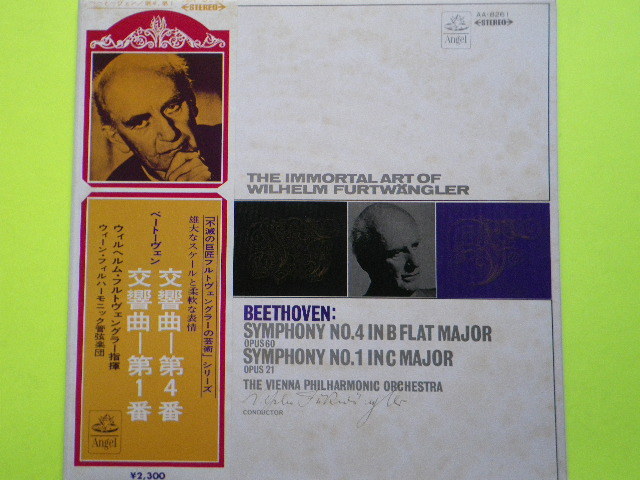 STEREO
AA-8261
STEREO
Angel
THE IMMORTAL ART OF
WILHELM FURTWÄNGLER
「不滅の巨匠フルトヴェングラーの芸術」シリーズ
雄大なスケールと柔軟な表情
ベートーヴェン
交響曲—第4番
交響曲—第1番
ウィルヘルム・フルトヴェングラー指揮
ウィーン・フィルハーモニック管弦楽団
Angel
¥2,300
BEETHOVEN:
SYMPHONY NO.4 IN B FLAT MAJOR
OPUS 60
SYMPHONY NO.1 IN C MAJOR
OPUS 21
THE VIENNA PHILHARMONIC ORCHESTRA
CONDUCTOR